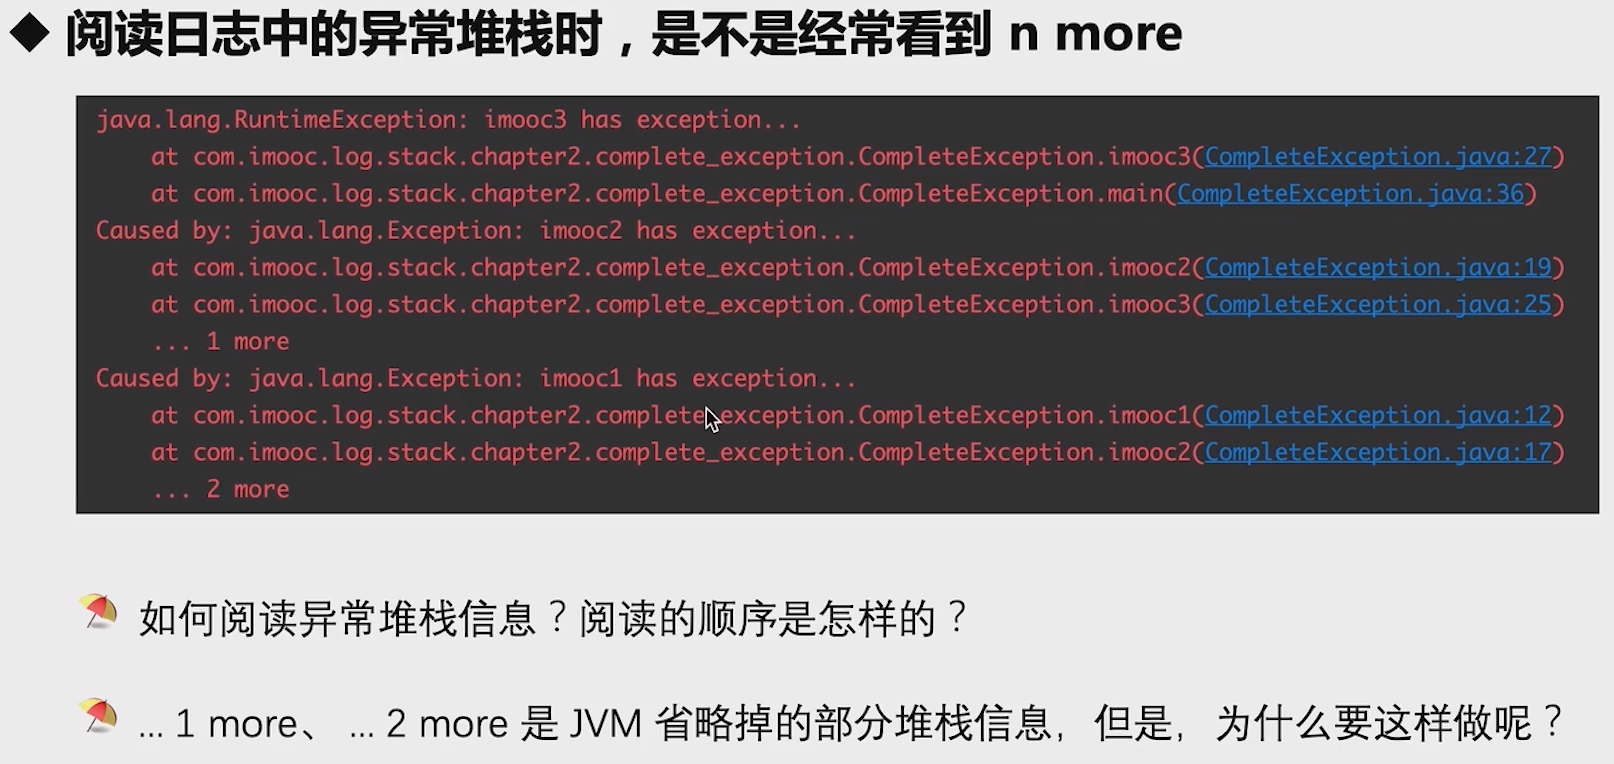 阅读日志中的异常堆栈时，是不是经常看到 n more
java.lang.RuntimeException: imooc3 has exception...
at com.imooc.log.stack.chapter2.complete_exception.CompleteException.imooc3(CompleteException.java:27)
at com.imooc.log.stack.chapter2.complete_exception.CompleteException.main(CompleteException.java:36)
Caused by: java.lang.Exception: imooc2 has exception...
at com.imooc.log.stack.chapter2.complete_exception.CompleteException.imooc2(CompleteException.java:19)
at com.imooc.log.stack.chapter2.complete_exception.CompleteException.imooc3(CompleteException.java:25)
... 1 more
Caused by: java.lang.Exception: imooc1 has exception...
at com.imooc.log.stack.chapter2.complete_exception.CompleteException.imooc1(CompleteException.java:12)
at com.imooc.log.stack.chapter2.complete_exception.CompleteException.imooc2(CompleteException.java:17)
... 2 more
如何阅读异常堆栈信息？阅读的顺序是怎样的？
... 1 more、 ... 2 more 是 JVM 省略掉的部分堆栈信息，但是，为什么要这样做呢？